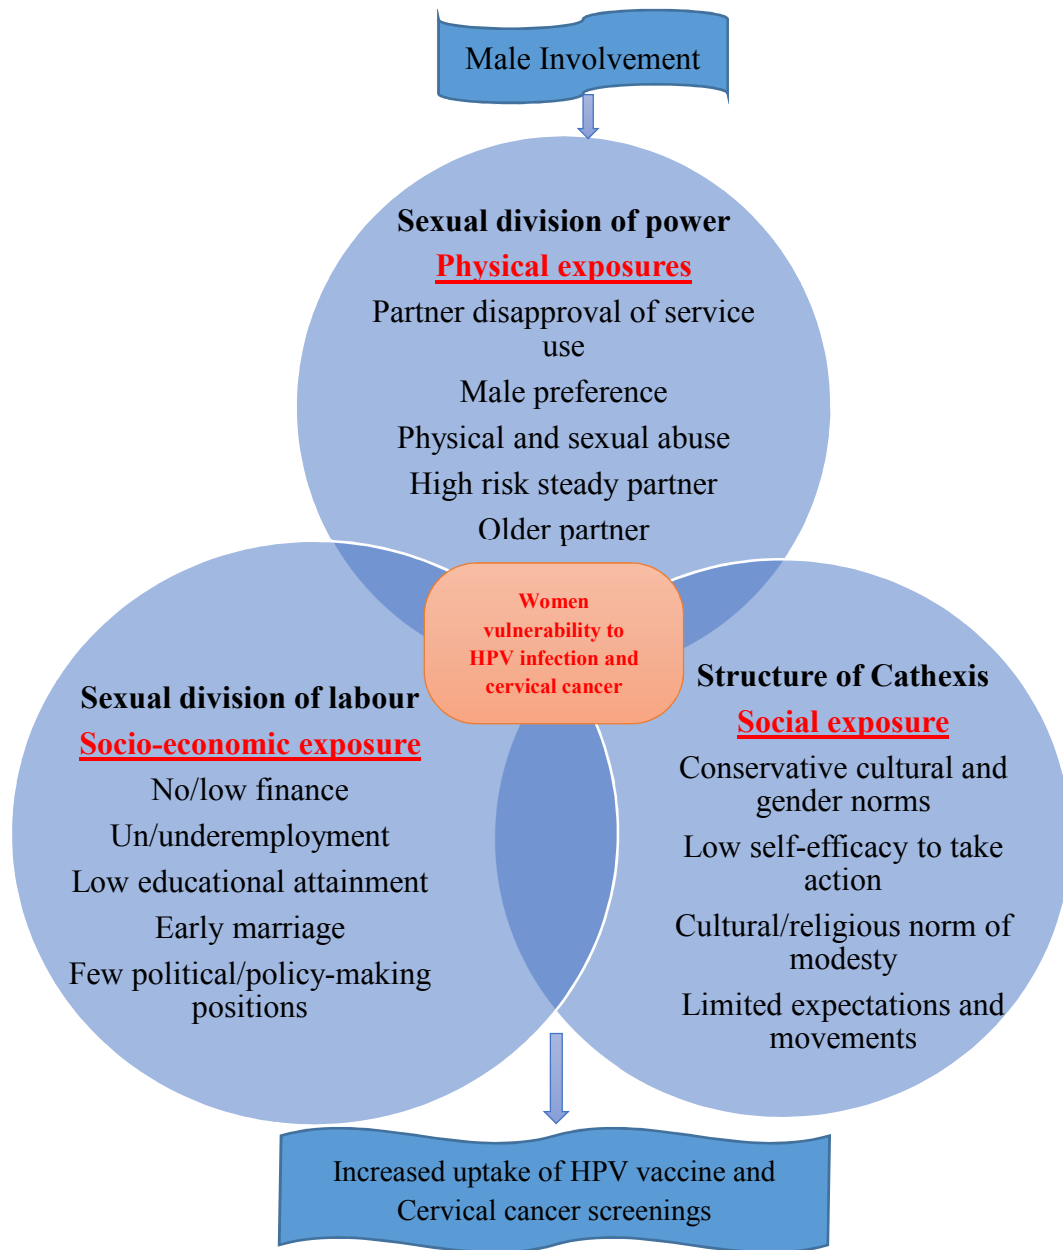 Male Involvement
Sexual division of power
Physical exposures
Partner disapproval of service
use
Male preference
Physical and sexual abuse
High risk steady partner
Older partner
Women
vulnerability to
HPV infection and
cervical cancer
Sexual division of labour
Socio-economic exposure
No/low finance
Un/underemployment
Low educational attainment
Early marriage
Few political/policy-making
positions
Structure of Cathexis
Social exposure
Conservative cultural and
gender norms
Low self-efficacy to take
action
Cultural/religious norm of
modesty
Limited expectations and
movements
Increased uptake of HPV vaccine and
Cervical cancer screenings